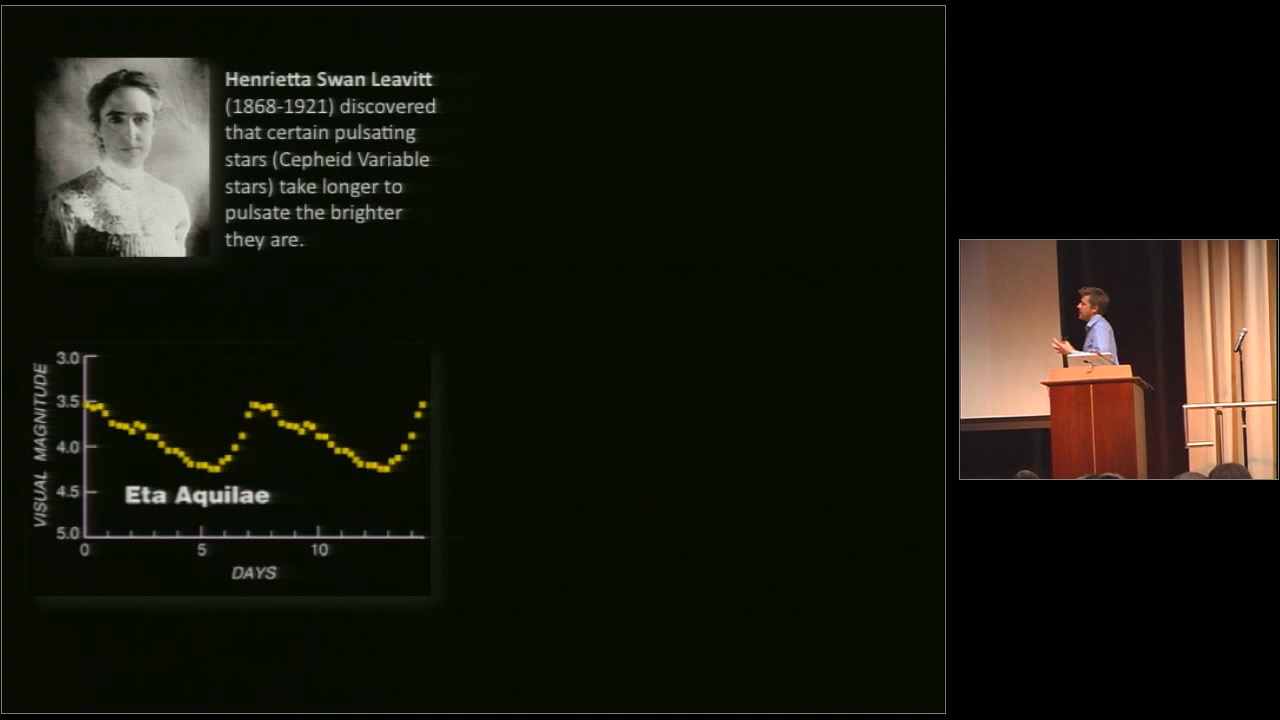 Henrietta Swan Leavitt
(1868-1921) discovered
that certain pulsating
stars (Cepheid Variable
stars) take longer to
pulsate the brighter
they are.
VISUAL MAGNITUDE
3.0
3.5
4.0
4.5
5.0
Eta Aquilae
0 5 10
DAYS